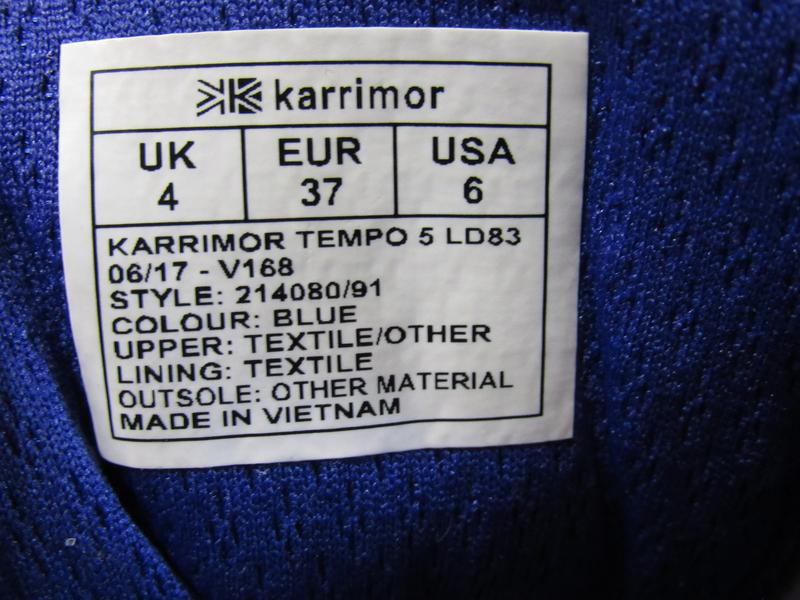 karrimor
UK EUR USA
4 37 6
KARRIMOR TEMPO 5 LD83
06/17 - V168
STYLE: 214080/91
COLOUR: BLUE
UPPER: TEXTILE/OTHER
LINING: TEXTILE
OUTSOLE: OTHER MATERIAL
MADE IN VIETNAM